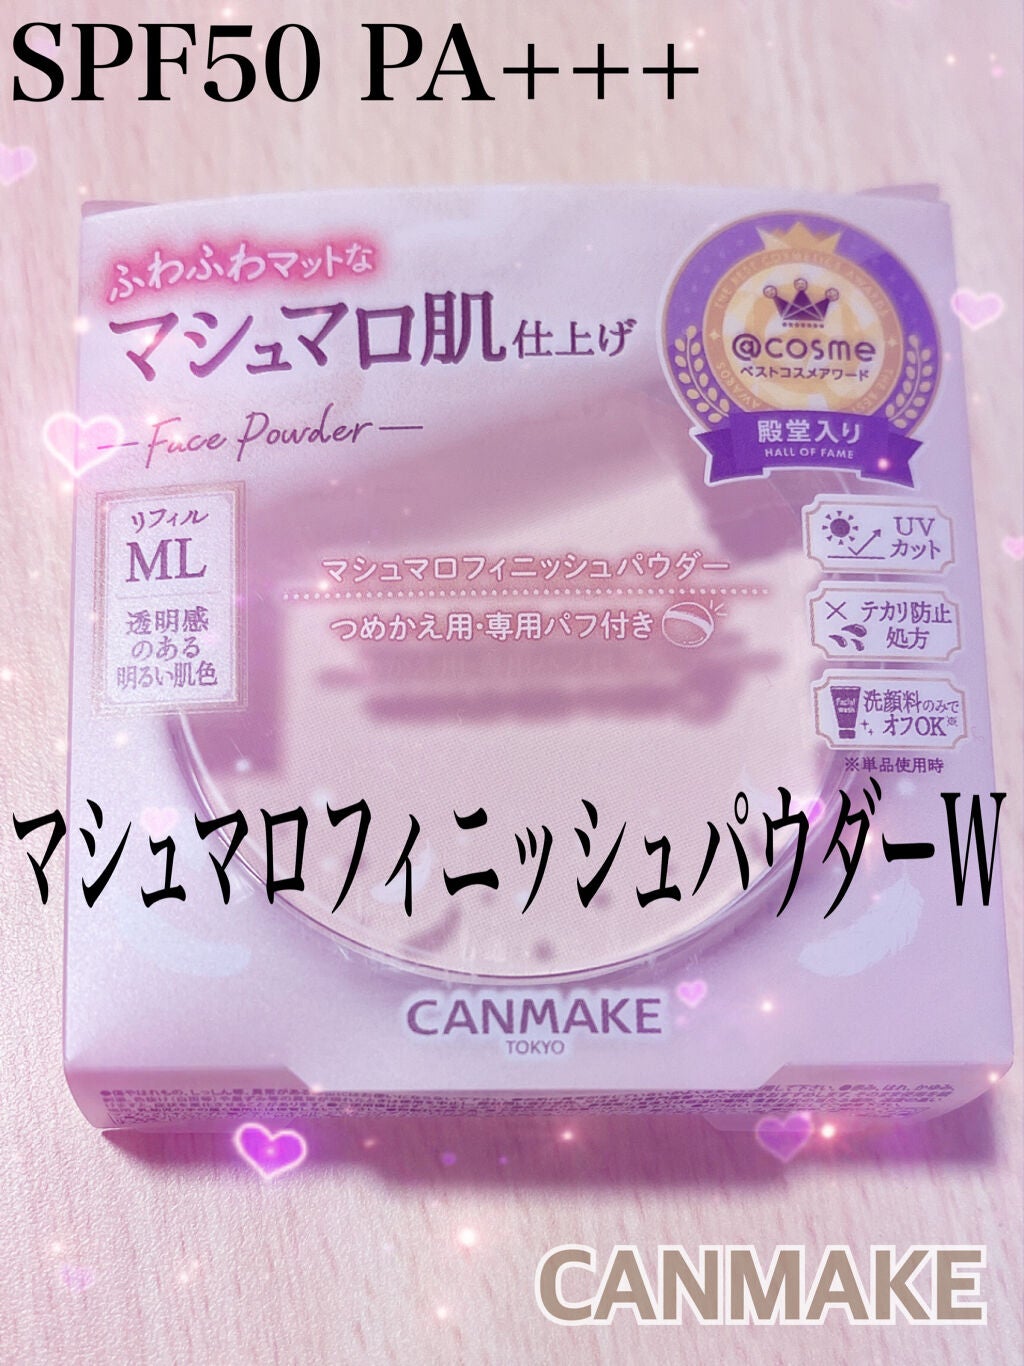 SPF50 PA+++
ふわふわマットな
マシュマロ肌仕上げ
Face Powder
THE BEST COSMETICS AWARDS
@cosme
ベストコスメアワード
殿堂入り
HALL OF FAME
リフィル
ML
透明感
のある
明るい肌色
マシュマロフィニッシュパウダー
つめかえ用・専用パフ付き
UV
カット
テカリ防止
処方
Facial
wash
洗顔料のみで
オフOK※
※単品使用時
マシュマロフィニッシュパウダーW
CANMAKE
TOKYO
CANMAKE